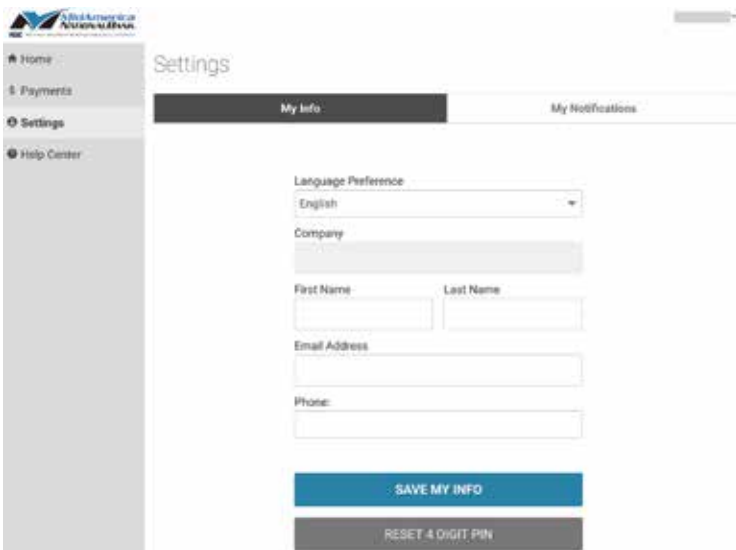 MidAmerica
National Bank
Home
Payments
Settings
Help Center
Settings
My Info
My Notifications
Language Preference
English
Company
First Name Last Name
Email Address
Phone:
SAVE MY INFO
RESET 4 DIGIT PIN